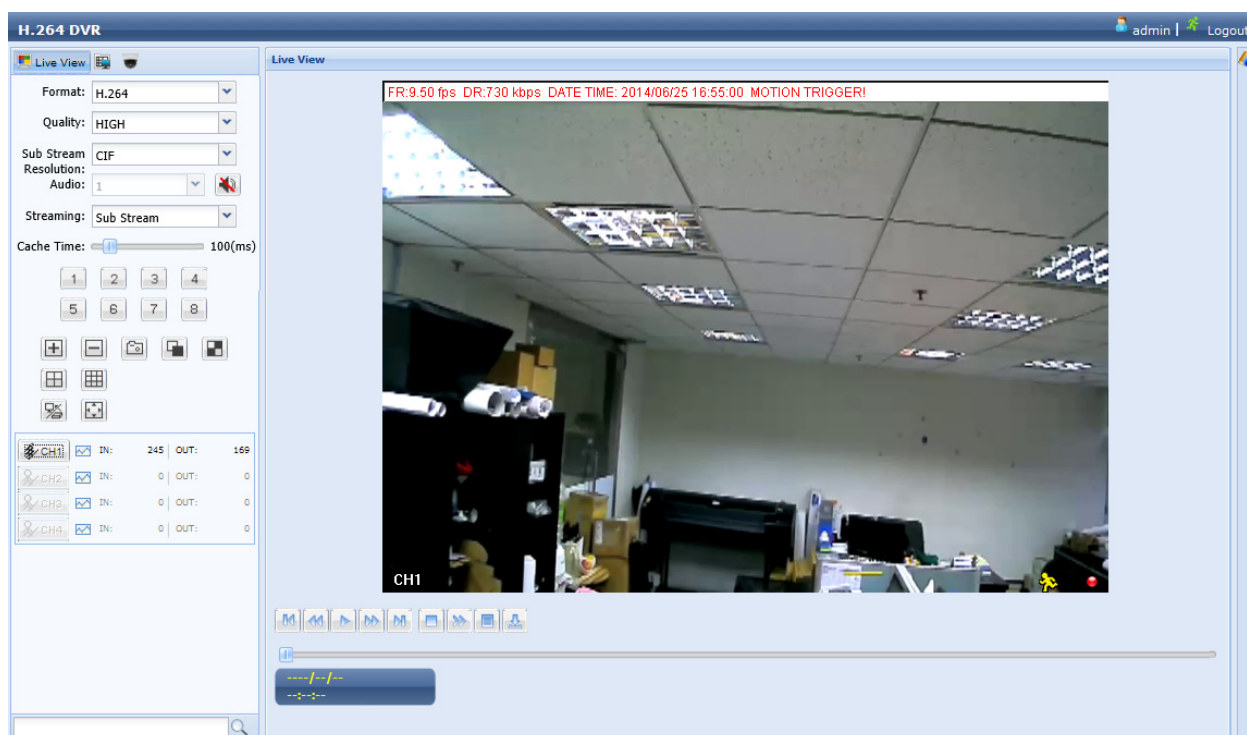 H.264 DVR
admin | Logout
Live View
Live View
Format: H.264
Quality: HIGH
Sub Stream Resolution: CIF
Audio: 1
Streaming: Sub Stream
Cache Time: 100(ms)
1 2 3 4
5 6 7 8
CH1 IN: 245 OUT: 169
CH2 IN: 0 OUT: 0
CH3 IN: 0 OUT: 0
CH4 IN: 0 OUT: 0
FR:9.50 fps DR:730 kbps DATE TIME: 2014/06/25 16:55:00 MOTION TRIGGER!
CH1
----/--/--
--:--:--